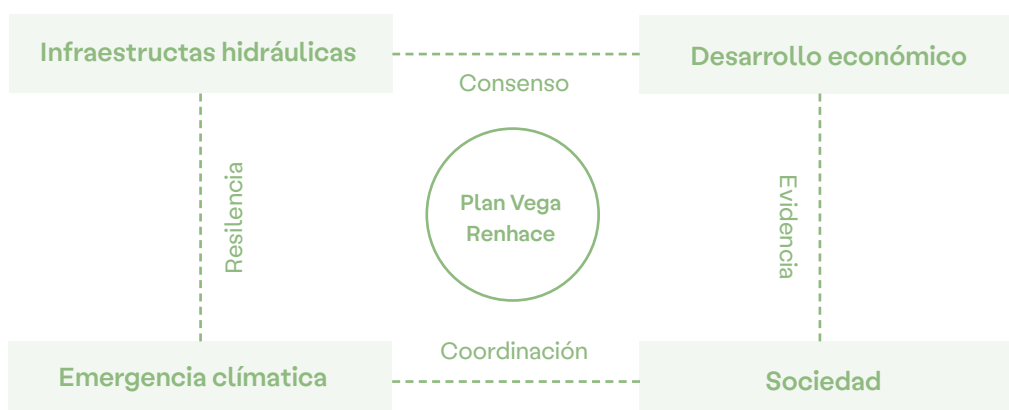 Infraestructas hidráulicas
Desarrollo económico
Consenso
Resilencia
Plan Vega
Renhace
Evidencia
Coordinación
Emergencia clímatica
Sociedad